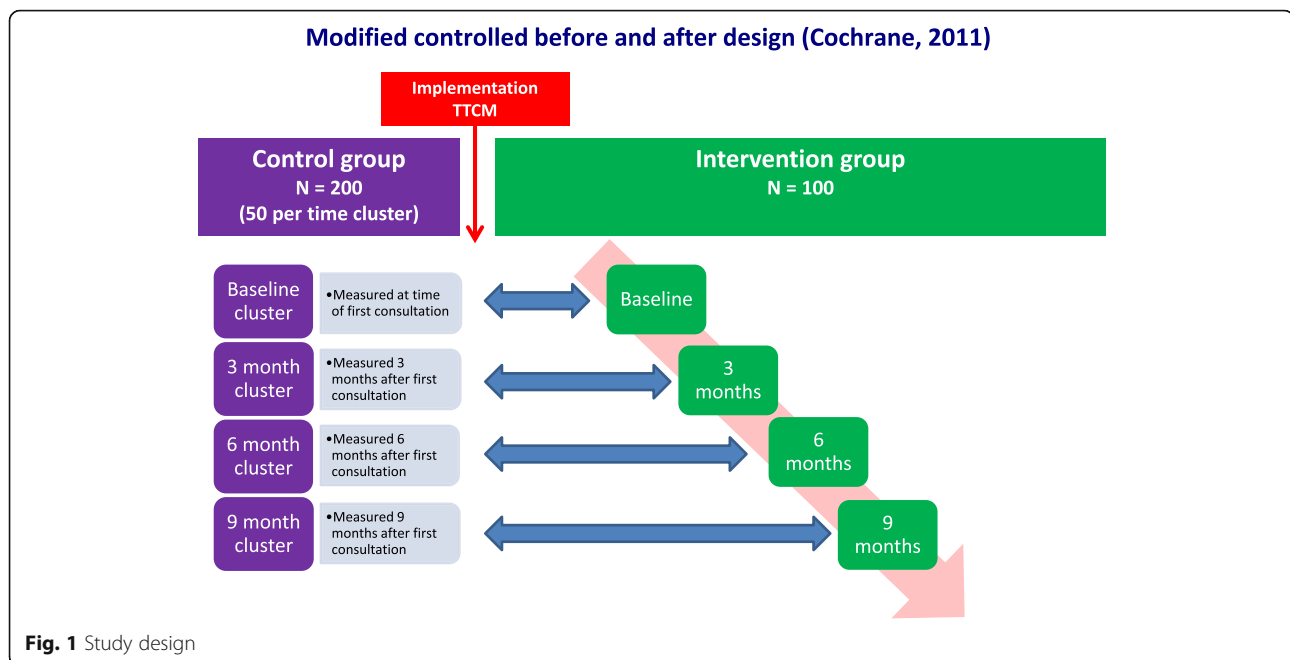 Modified controlled before and after design (Cochrane, 2011)
Implementation
TTCM
Control group
N = 200
(50 per time cluster)
Intervention group
N = 100
Baseline
cluster
•Measured at time
of first consultation
Baseline
3 month
cluster
•Measured 3
months after first
consultation
3
months
6 month
cluster
•Measured 6
months after first
consultation
6
months
9 month
cluster
•Measured 9
months after first
consultation
9
months
Fig. 1 Study design